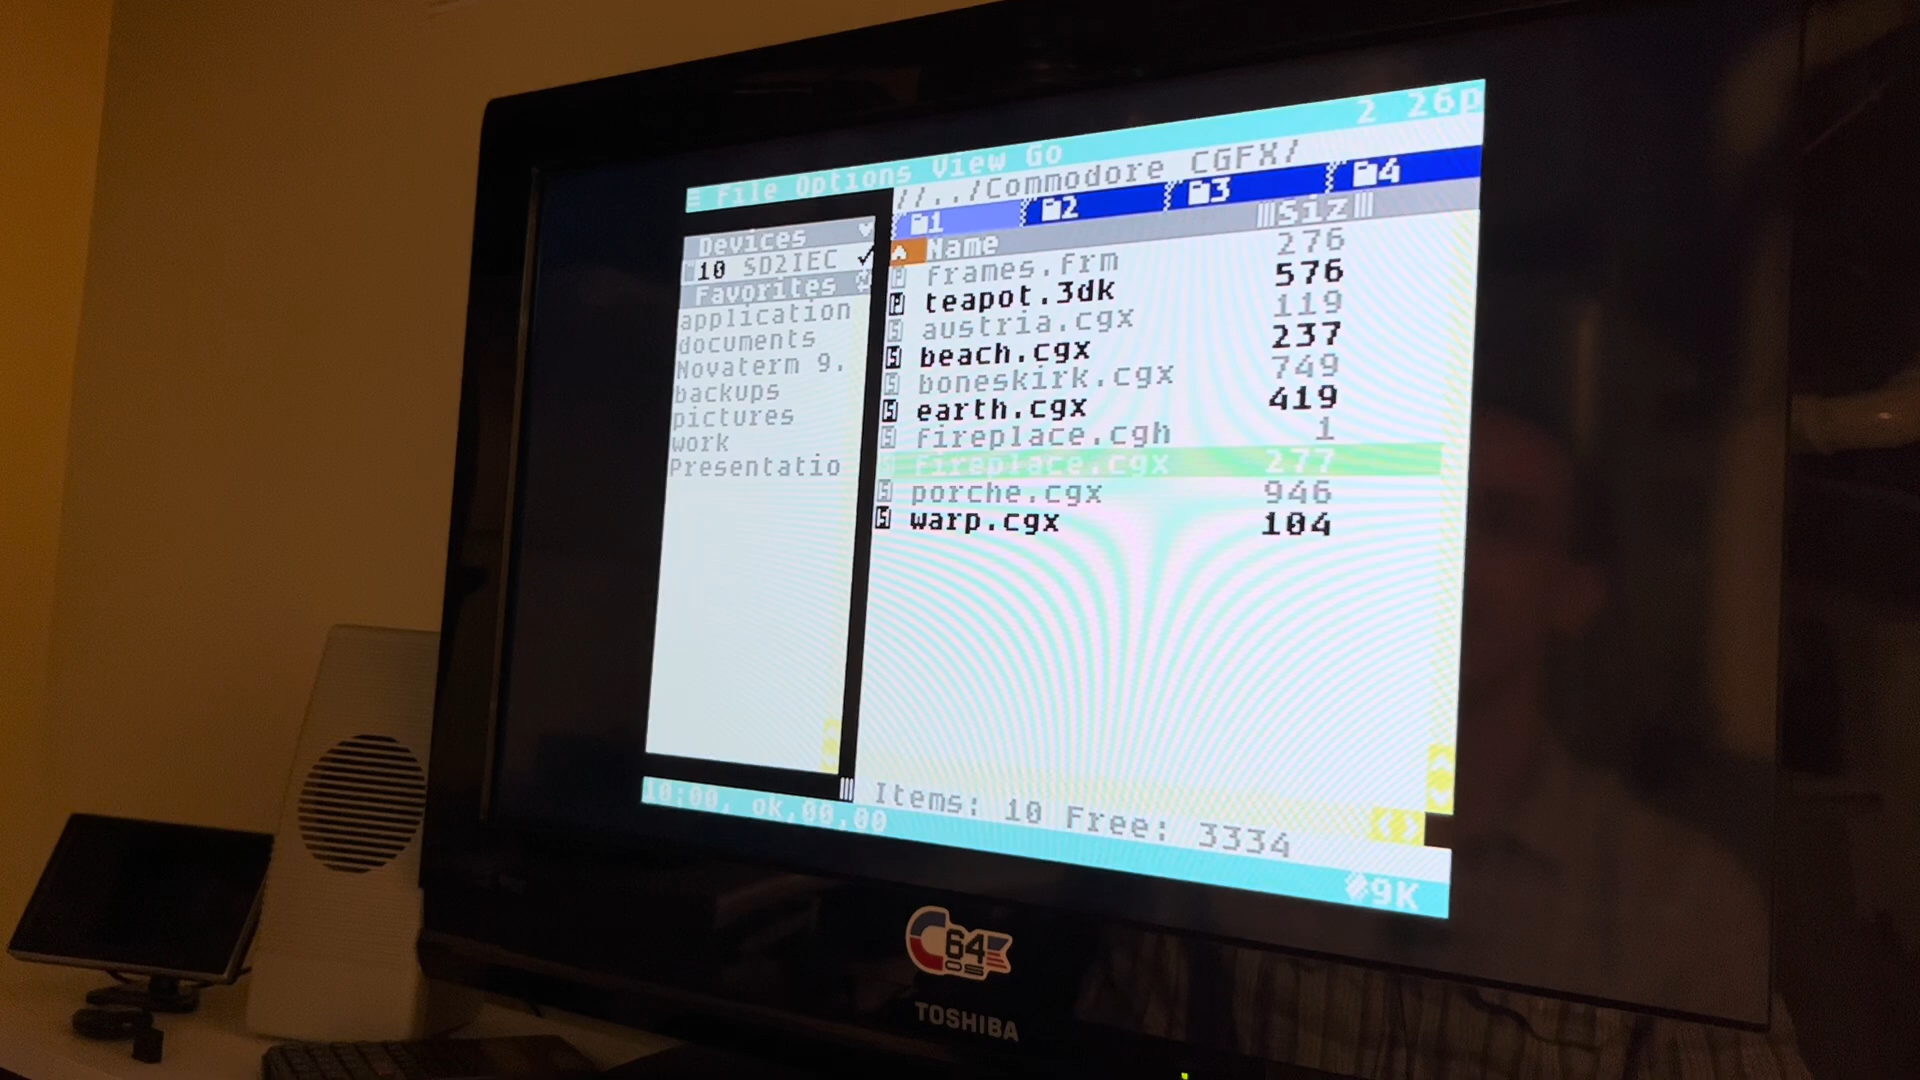 File Options View Go 2 26p
//../Commodore CGFX/
1 2 3 4
Devices
10 SD2IEC
Favorites
application
documents
Novaterm 9.
backups
pictures
work
Presentatio
Name Siz
frames.frm 276
teapot.3dk 576
austria.cgx 119
beach.cgx 237
boneskirk.cgx 749
earth.cgx 419
fireplace.cgh 1
fireplace.cgx 277
porche.cgx 946
warp.cgx 104
Items: 10 Free: 3334
10:00, ok,00,00
9K
C64 OS
TOSHIBA